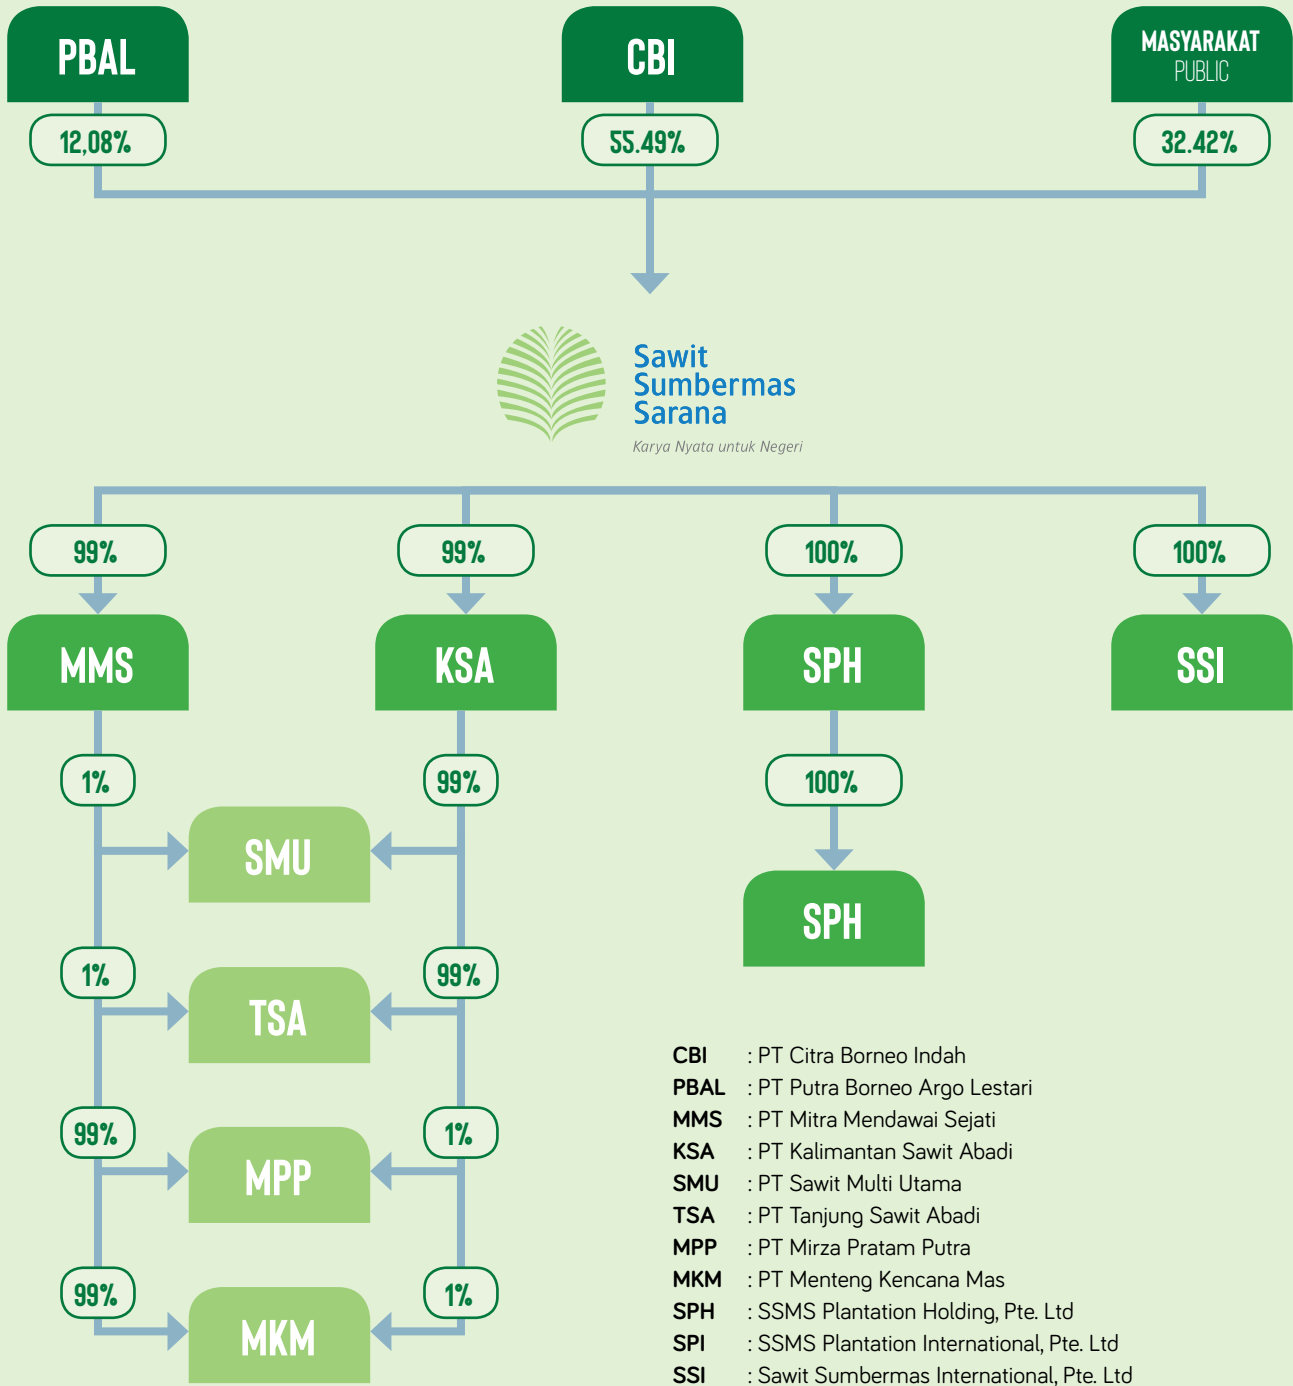 PBAL
CBI
MASYARAKAT
PUBLIC
12,08%
55.49%
32.42%
Sawit
Sumbermas
Sarana
Karya Nyata untuk Negeri
99%
99%
100%
100%
MMS
KSA
SPH
SSI
1%
99%
100%
SMU
SPH
1%
99%
TSA
99%
1%
MPP
99%
1%
MKM
CBI : PT Citra Borneo Indah
PBAL : PT Putra Borneo Argo Lestari
MMS : PT Mitra Mendawai Sejati
KSA : PT Kalimantan Sawit Abadi
SMU : PT Sawit Multi Utama
TSA : PT Tanjung Sawit Abadi
MPP : PT Mirza Pratam Putra
MKM : PT Menteng Kencana Mas
SPH : SSMS Plantation Holding, Pte. Ltd
SPI : SSMS Plantation International, Pte. Ltd
SSI : Sawit Sumbermas International, Pte. Ltd